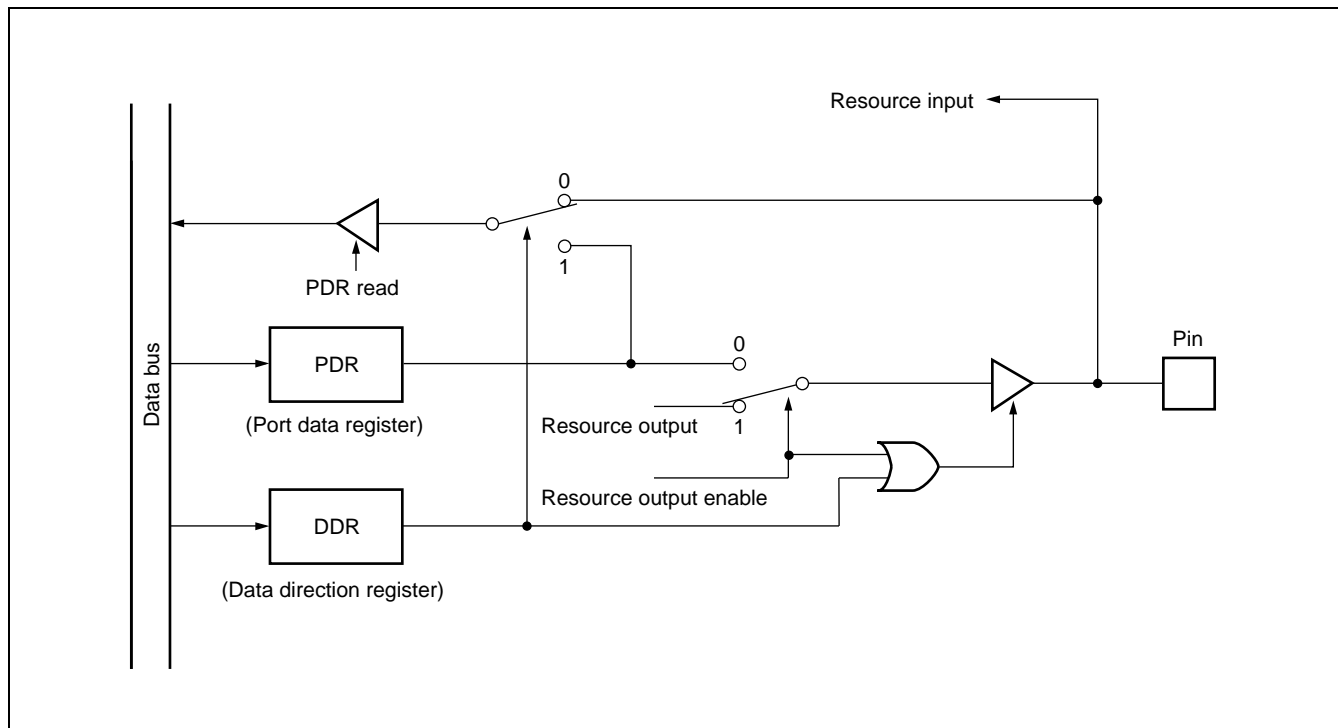 Resource input
0
1
PDR read
Pin
0
PDR
Data bus
(Port data register)
Resource output
1
Resource output enable
DDR
(Data direction register)